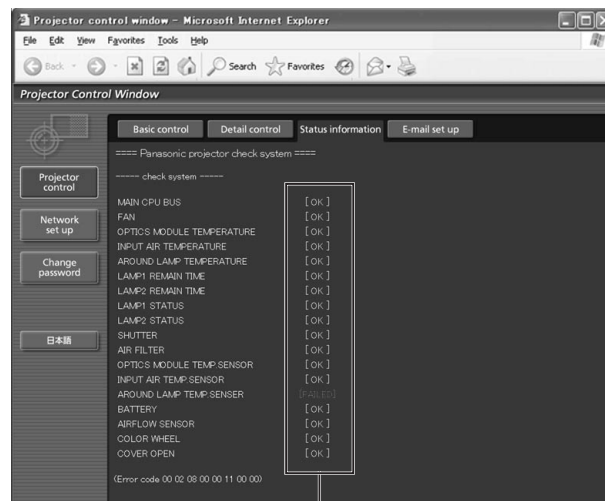 Projector control window - Microsoft Internet Explorer
File Edit View Favorites Tools Help
Back Search Favorites
Projector Control Window
Basic control Detail control Status information E-mail set up
==== Panasonic projector check system ====
Projector control
----- check system -----
MAIN CPU BUS [ OK ]
FAN [ OK ]
Network set up
OPTICS MODULE TEMPERATURE [ OK ]
INPUT AIR TEMPERATURE [ OK ]
Change password
AROUND LAMP TEMPERATURE [ OK ]
LAMP1 REMAIN TIME [ OK ]
LAMP2 REMAIN TIME [ OK ]
LAMP1 STATUS [ OK ]
LAMP2 STATUS [ OK ]
日本語
SHUTTER [ OK ]
AIR FILTER [ OK ]
OPTICS MODULE TEMP.SENSOR [ OK ]
INPUT AIR TEMP.SENSOR [ OK ]
AROUND LAMP TEMP.SENSER [FAILED]
BATTERY [ OK ]
AIRFLOW SENSOR [ OK ]
COLOR WHEEL [ OK ]
COVER OPEN [ OK ]
(Error code 00 02 08 00 00 11 00 00)